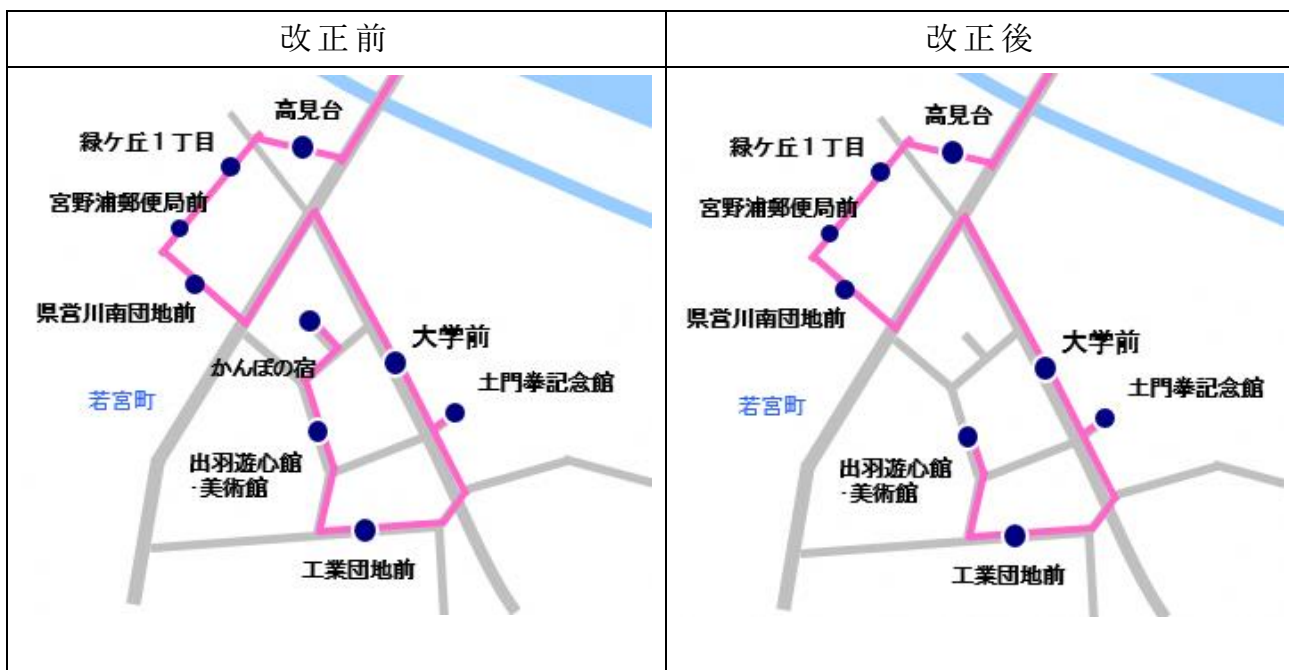 改正前
高見台
緑ケ丘１丁目
宮野浦郵便局前
県営川南団地前
かんぽの宿
大学前
土門拳記念館
若宮町
出羽遊心館
・美術館
工業団地前
改正後
高見台
緑ケ丘１丁目
宮野浦郵便局前
県営川南団地前
大学前
土門拳記念館
若宮町
出羽遊心館
・美術館
工業団地前